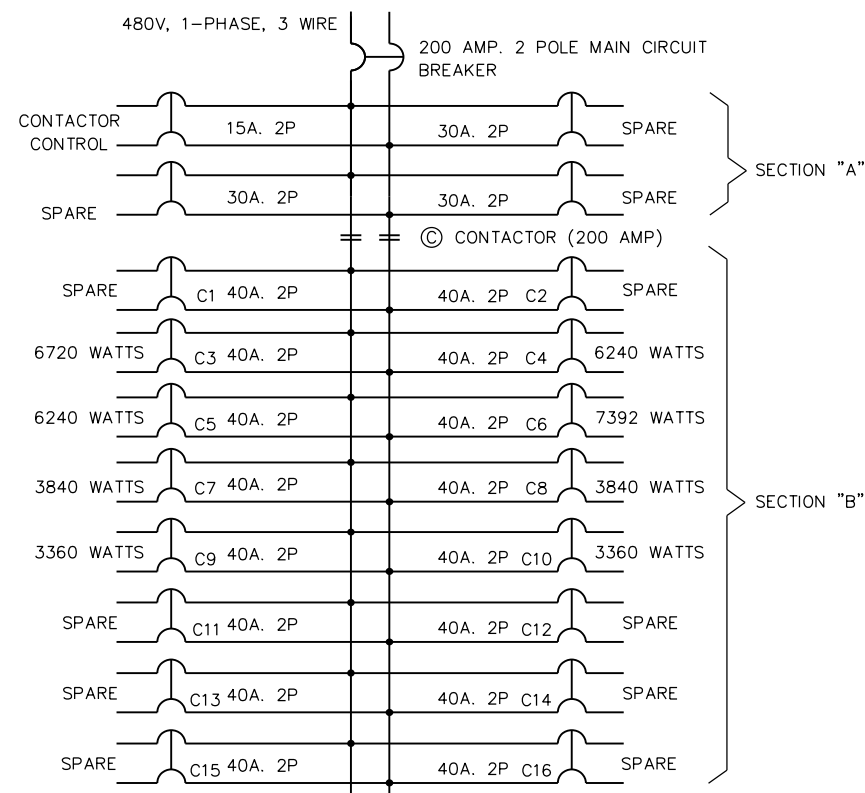 480V, 1-PHASE, 3 WIRE
200 AMP. 2 POLE MAIN CIRCUIT
BREAKER
CONTACTOR
CONTROL
15A. 2P
30A. 2P
SPARE
SPARE
30A. 2P
30A. 2P
SPARE
SECTION "A"
C CONTACTOR (200 AMP)
SPARE C1 40A. 2P 40A. 2P C2 SPARE
6720 WATTS C3 40A. 2P 40A. 2P C4 6240 WATTS
6240 WATTS C5 40A. 2P 40A. 2P C6 7392 WATTS
3840 WATTS C7 40A. 2P 40A. 2P C8 3840 WATTS
SECTION "B"
3360 WATTS C9 40A. 2P 40A. 2P C10 3360 WATTS
SPARE C11 40A. 2P 40A. 2P C12 SPARE
SPARE C13 40A. 2P 40A. 2P C14 SPARE
SPARE C15 40A. 2P 40A. 2P C16 SPARE